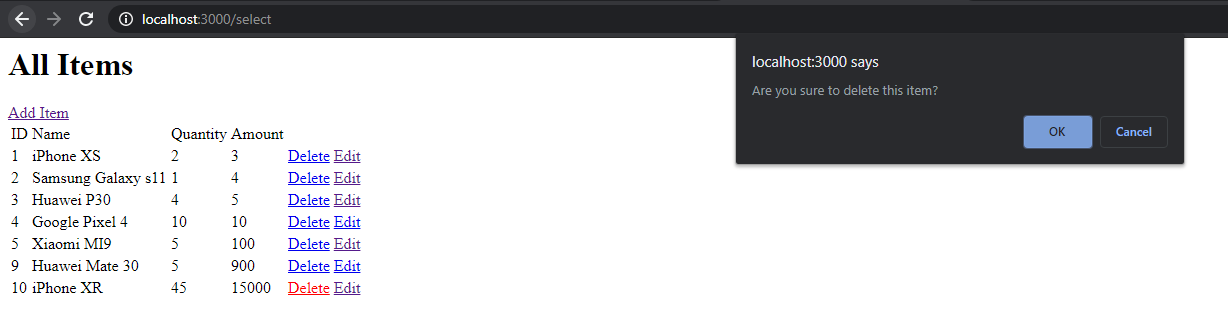 localhost:3000/select
All Items
localhost:3000 says
Are you sure to delete this item?
OK Cancel
Add Item
ID Name Quantity Amount
1 iPhone XS 2 3 Delete Edit
2 Samsung Galaxy s11 1 4 Delete Edit
3 Huawei P30 4 5 Delete Edit
4 Google Pixel 4 10 10 Delete Edit
5 Xiaomi MI9 5 100 Delete Edit
9 Huawei Mate 30 5 900 Delete Edit
10 iPhone XR 45 15000 Delete Edit